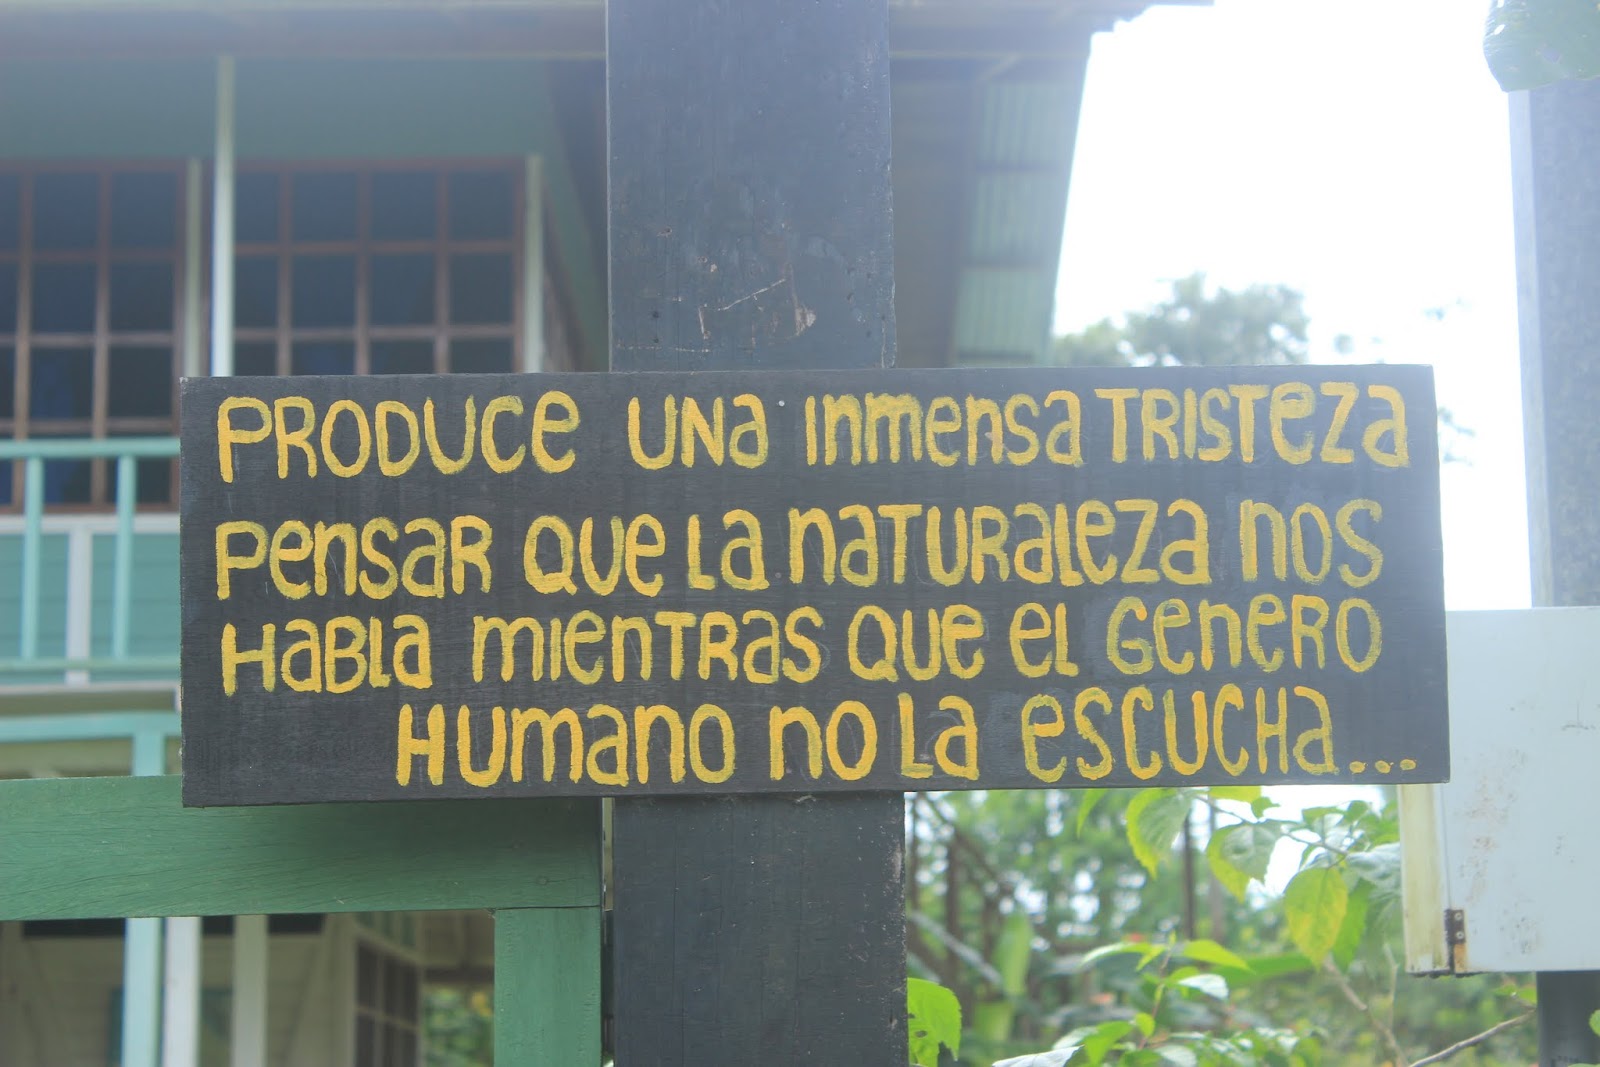 PRODUCE UNA INMENSA TRISTEZA
PENSAR QUE LA NATURALEZA NOS
HABLA MIENTRAS QUE EL GENERO
HUMANO NO LA ESCUCHA...